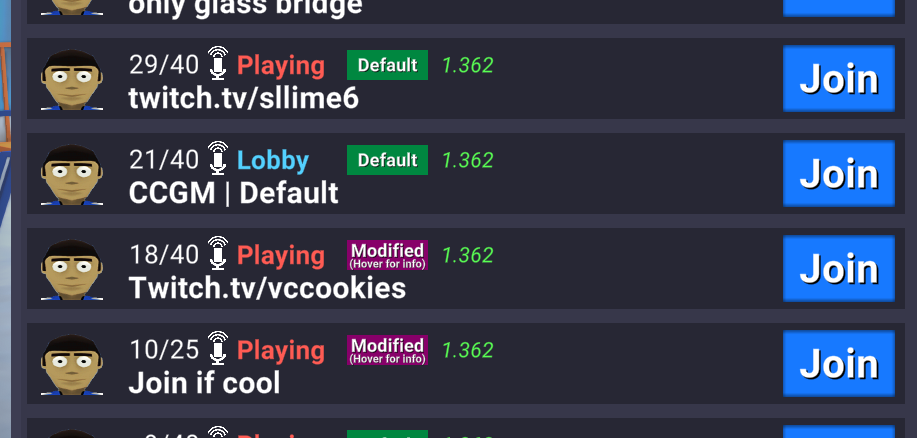 only glass bridge
29/40 Playing Default 1.362
twitch.tv/sllime6
Join
21/40 Lobby Default 1.362
CCGM | Default
Join
18/40 Playing Modified 1.362
(Hover for info)
Twitch.tv/vccookies
Join
10/25 Playing Modified 1.362
(Hover for info)
Join if cool
Join